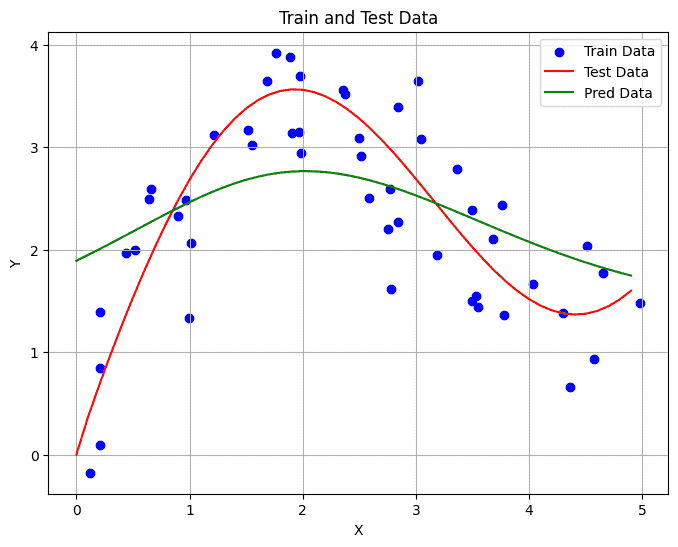 Train and Test Data
Train Data
Test Data
Pred Data
4
3
2
1
0
Y
0 1 2 3 4 5
X